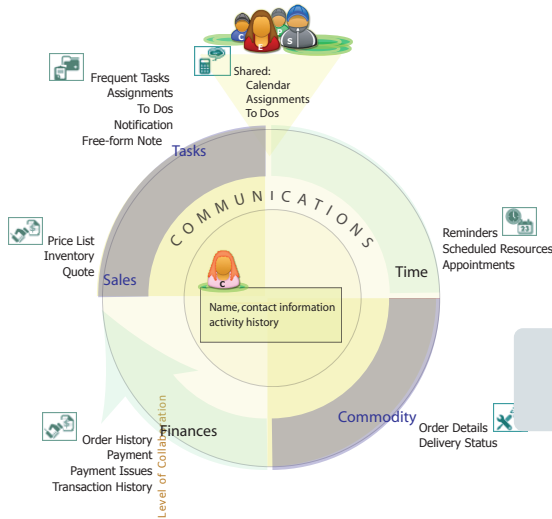 C
E
S
Shared:
Calendar
Assignments
To Dos
Frequent Tasks
Assignments
To Dos
Notification
Free-form Note
Tasks
COMMUNICATIONS
Price List
Inventory
Quote
Sales
Reminders
Scheduled Resources
Appointments
23
Time
C
Name, contact information
activity history
Commodity
Order Details
Delivery Status
Finances
Order History
Payment
Payment Issues
Transaction History
Level of Collaboration